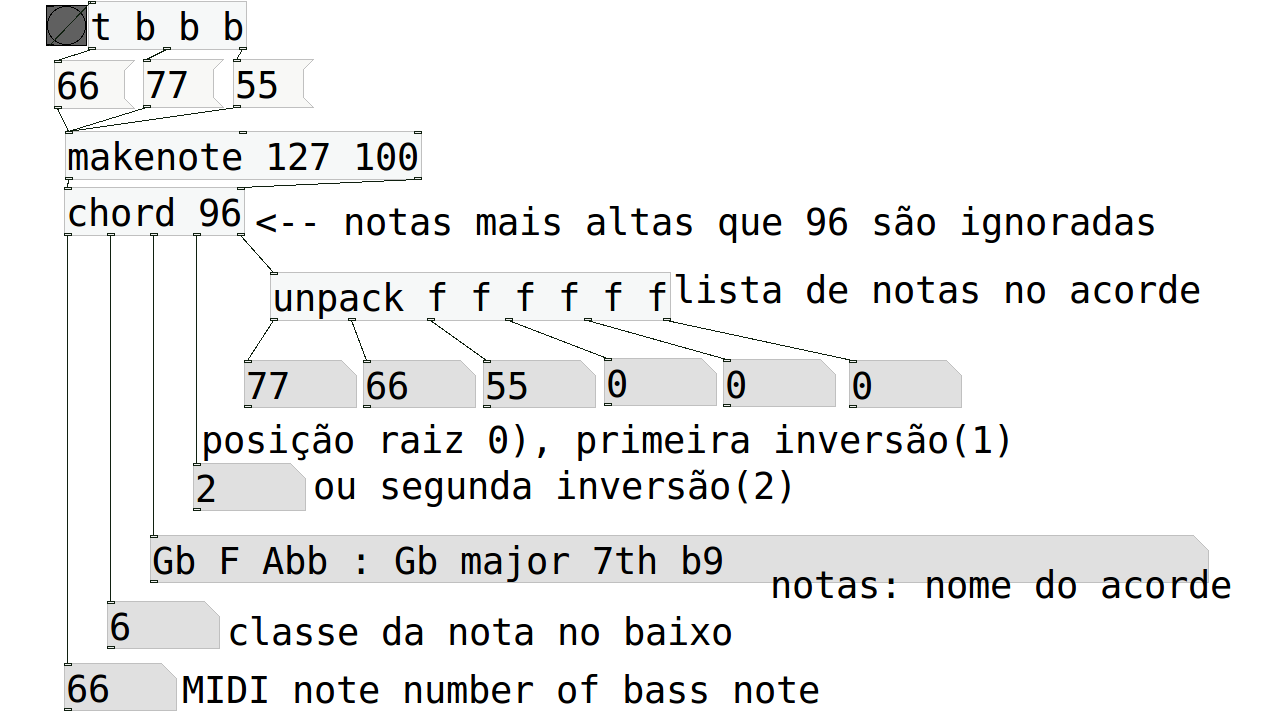 t b b b
66 77 55
makenote 127 100
chord 96 <-- notas mais altas que 96 são ignoradas
unpack f f f f f f lista de notas no acorde
77 66 55 0 0 0
posição raiz 0), primeira inversão(1)
2 ou segunda inversão(2)
Gb F Abb : Gb major 7th b9
notas: nome do acorde
6 classe da nota no baixo
66 MIDI note number of bass note